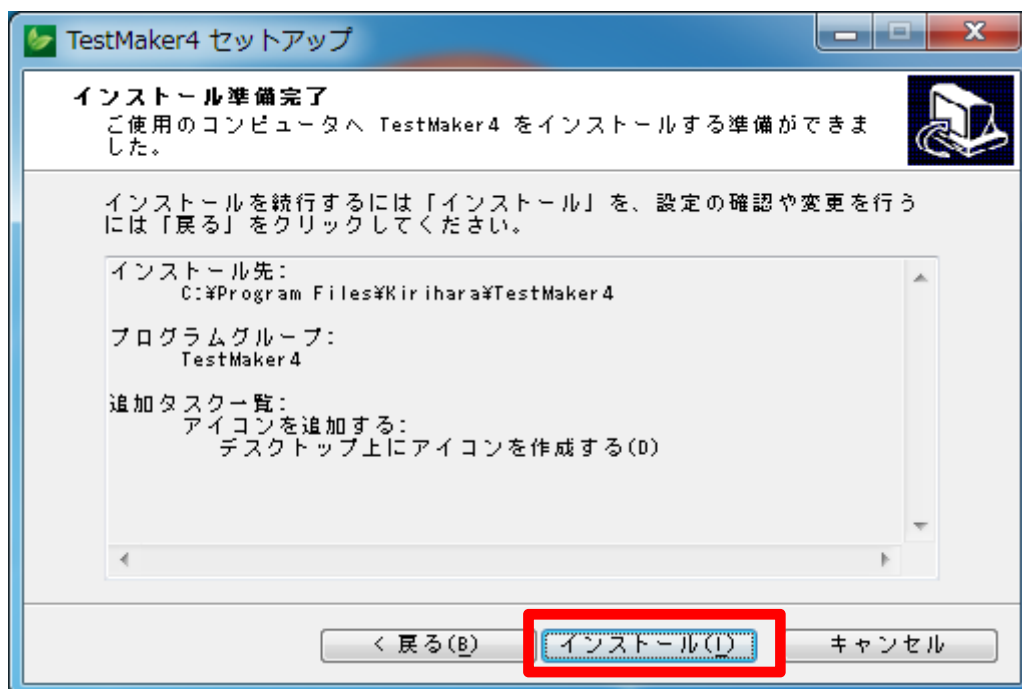 TestMaker4 セットアップ
インストール準備完了
ご使用のコンピュータへ TestMaker4 をインストールする準備ができま
した。
インストールを続行するには「インストール」を、設定の確認や変更を行う
には「戻る」をクリックしてください。
インストール先:
C:¥Program Files¥Kirihara¥TestMaker4
プログラムグループ:
TestMaker4
追加タスク一覧:
アイコンを追加する:
デスクトップ上にアイコンを作成する(D)
< 戻る(B)
インストール(I)
キャンセル